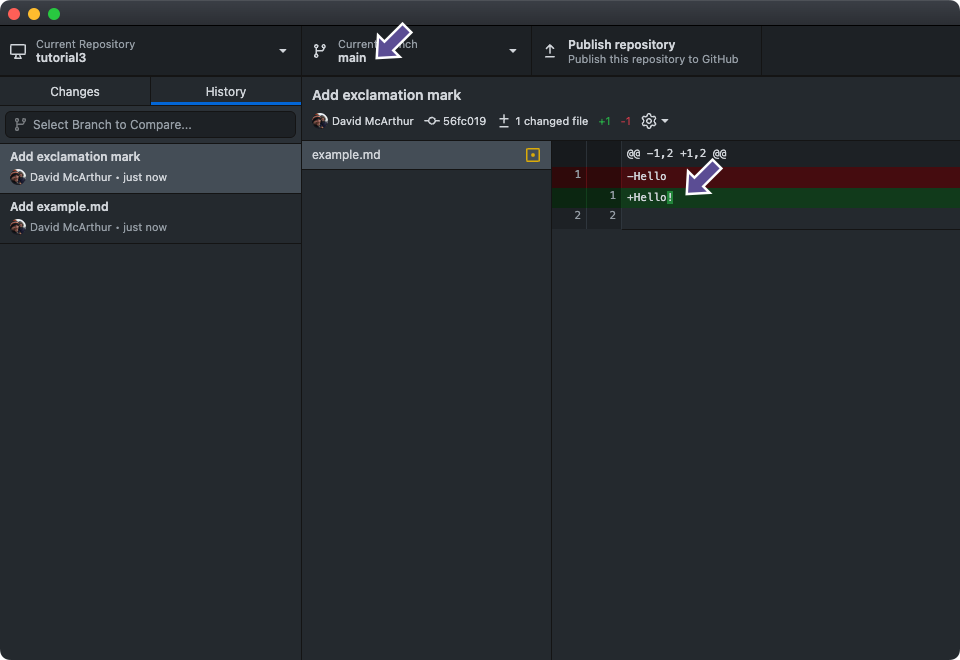 Current Repository
tutorial3
Current Branch
main
Publish repository
Publish this repository to GitHub
Changes
History
Select Branch to Compare...
Add exclamation mark
David McArthur • just now
Add example.md
David McArthur • just now
Add exclamation mark
David McArthur 56fc019 1 changed file +1 -1
example.md
@@ -1,2 +1,2 @@
1 -Hello
1 +Hello!
2 2